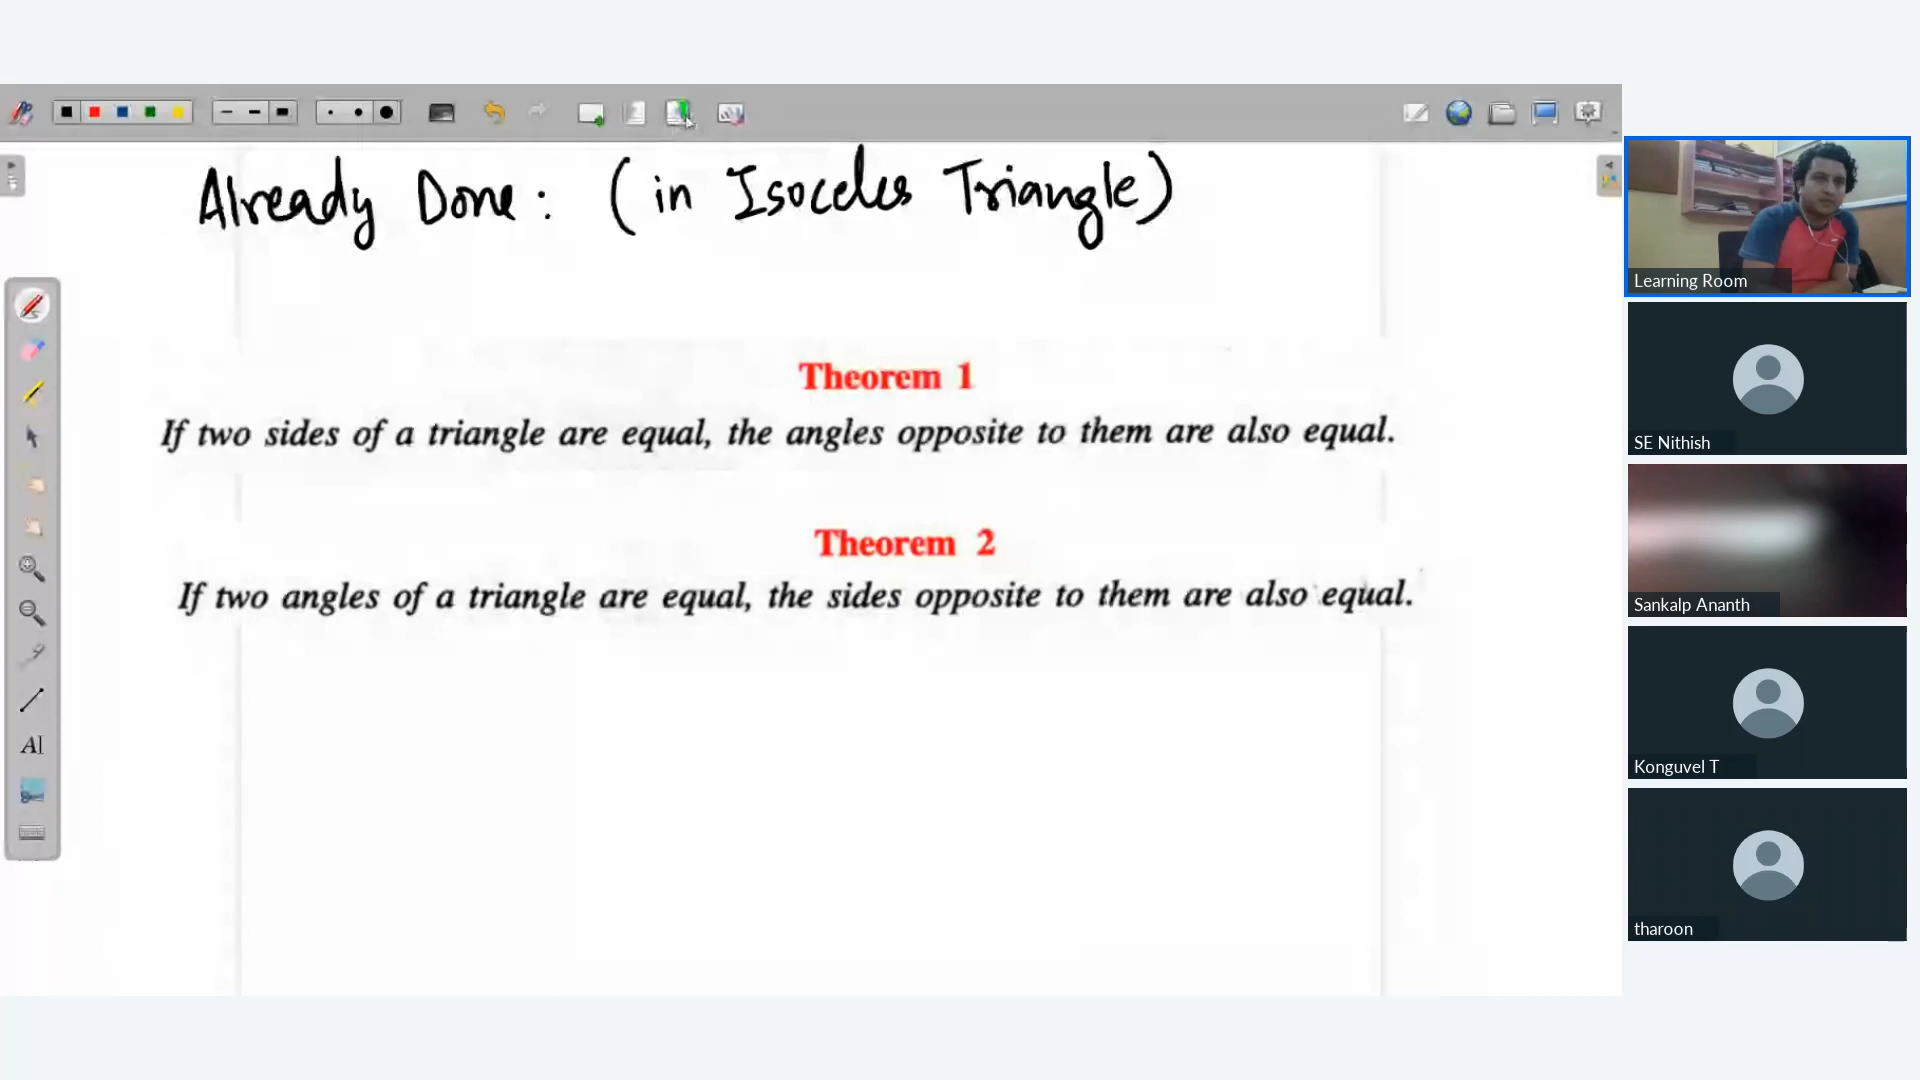 Already Done: (in Isoceles Triangle)
Theorem 1
If two sides of a triangle are equal, the angles opposite to them are also equal.
Theorem 2
If two angles of a triangle are equal, the sides opposite to them are also equal.
AI
Learning Room
SE Nithish
Sankalp Ananth
Konguvel T
tharoon